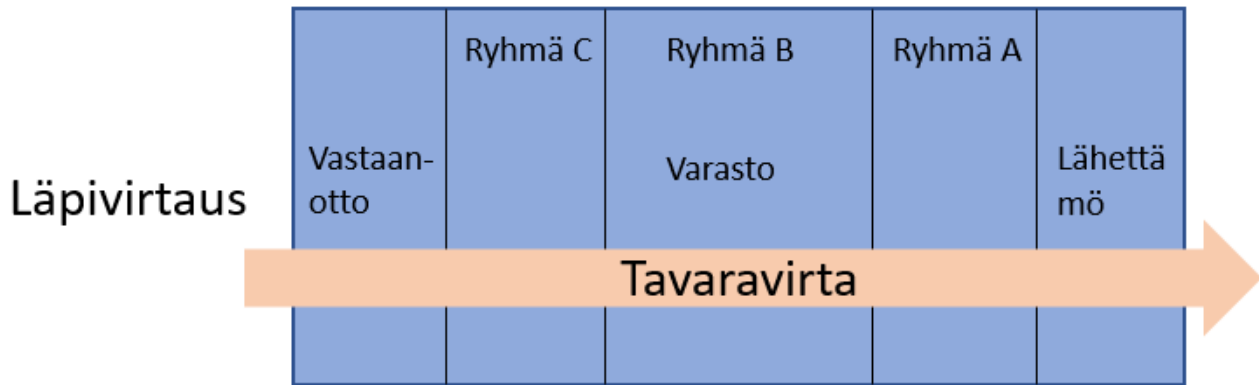 Läpivirtaus
Vastaan-
otto
Ryhmä C
Ryhmä B
Varasto
Ryhmä A
Lähettä
mö
Tavaravirta